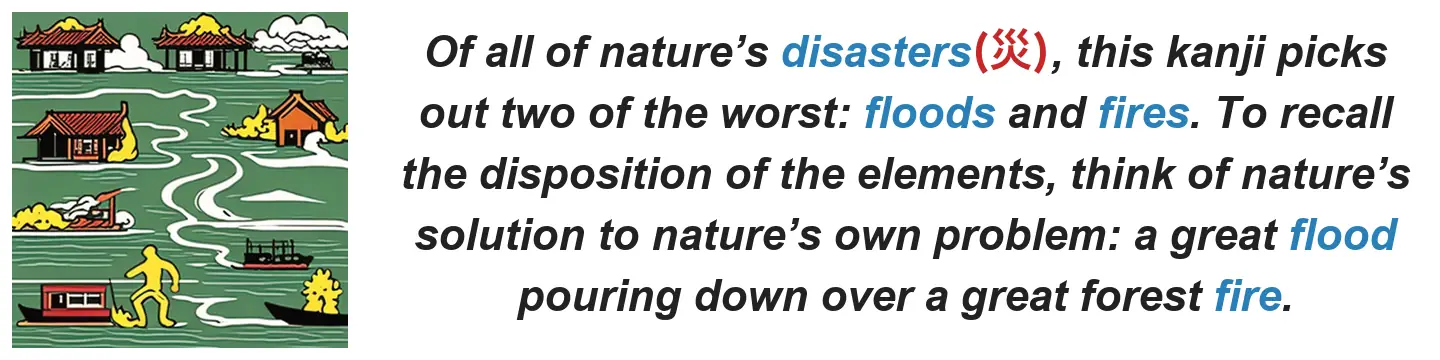 Of all of nature’s disasters(災), this kanji picks
out two of the worst: floods and fires. To recall
the disposition of the elements, think of nature’s
solution to nature’s own problem: a great flood
pouring down over a great forest fire.